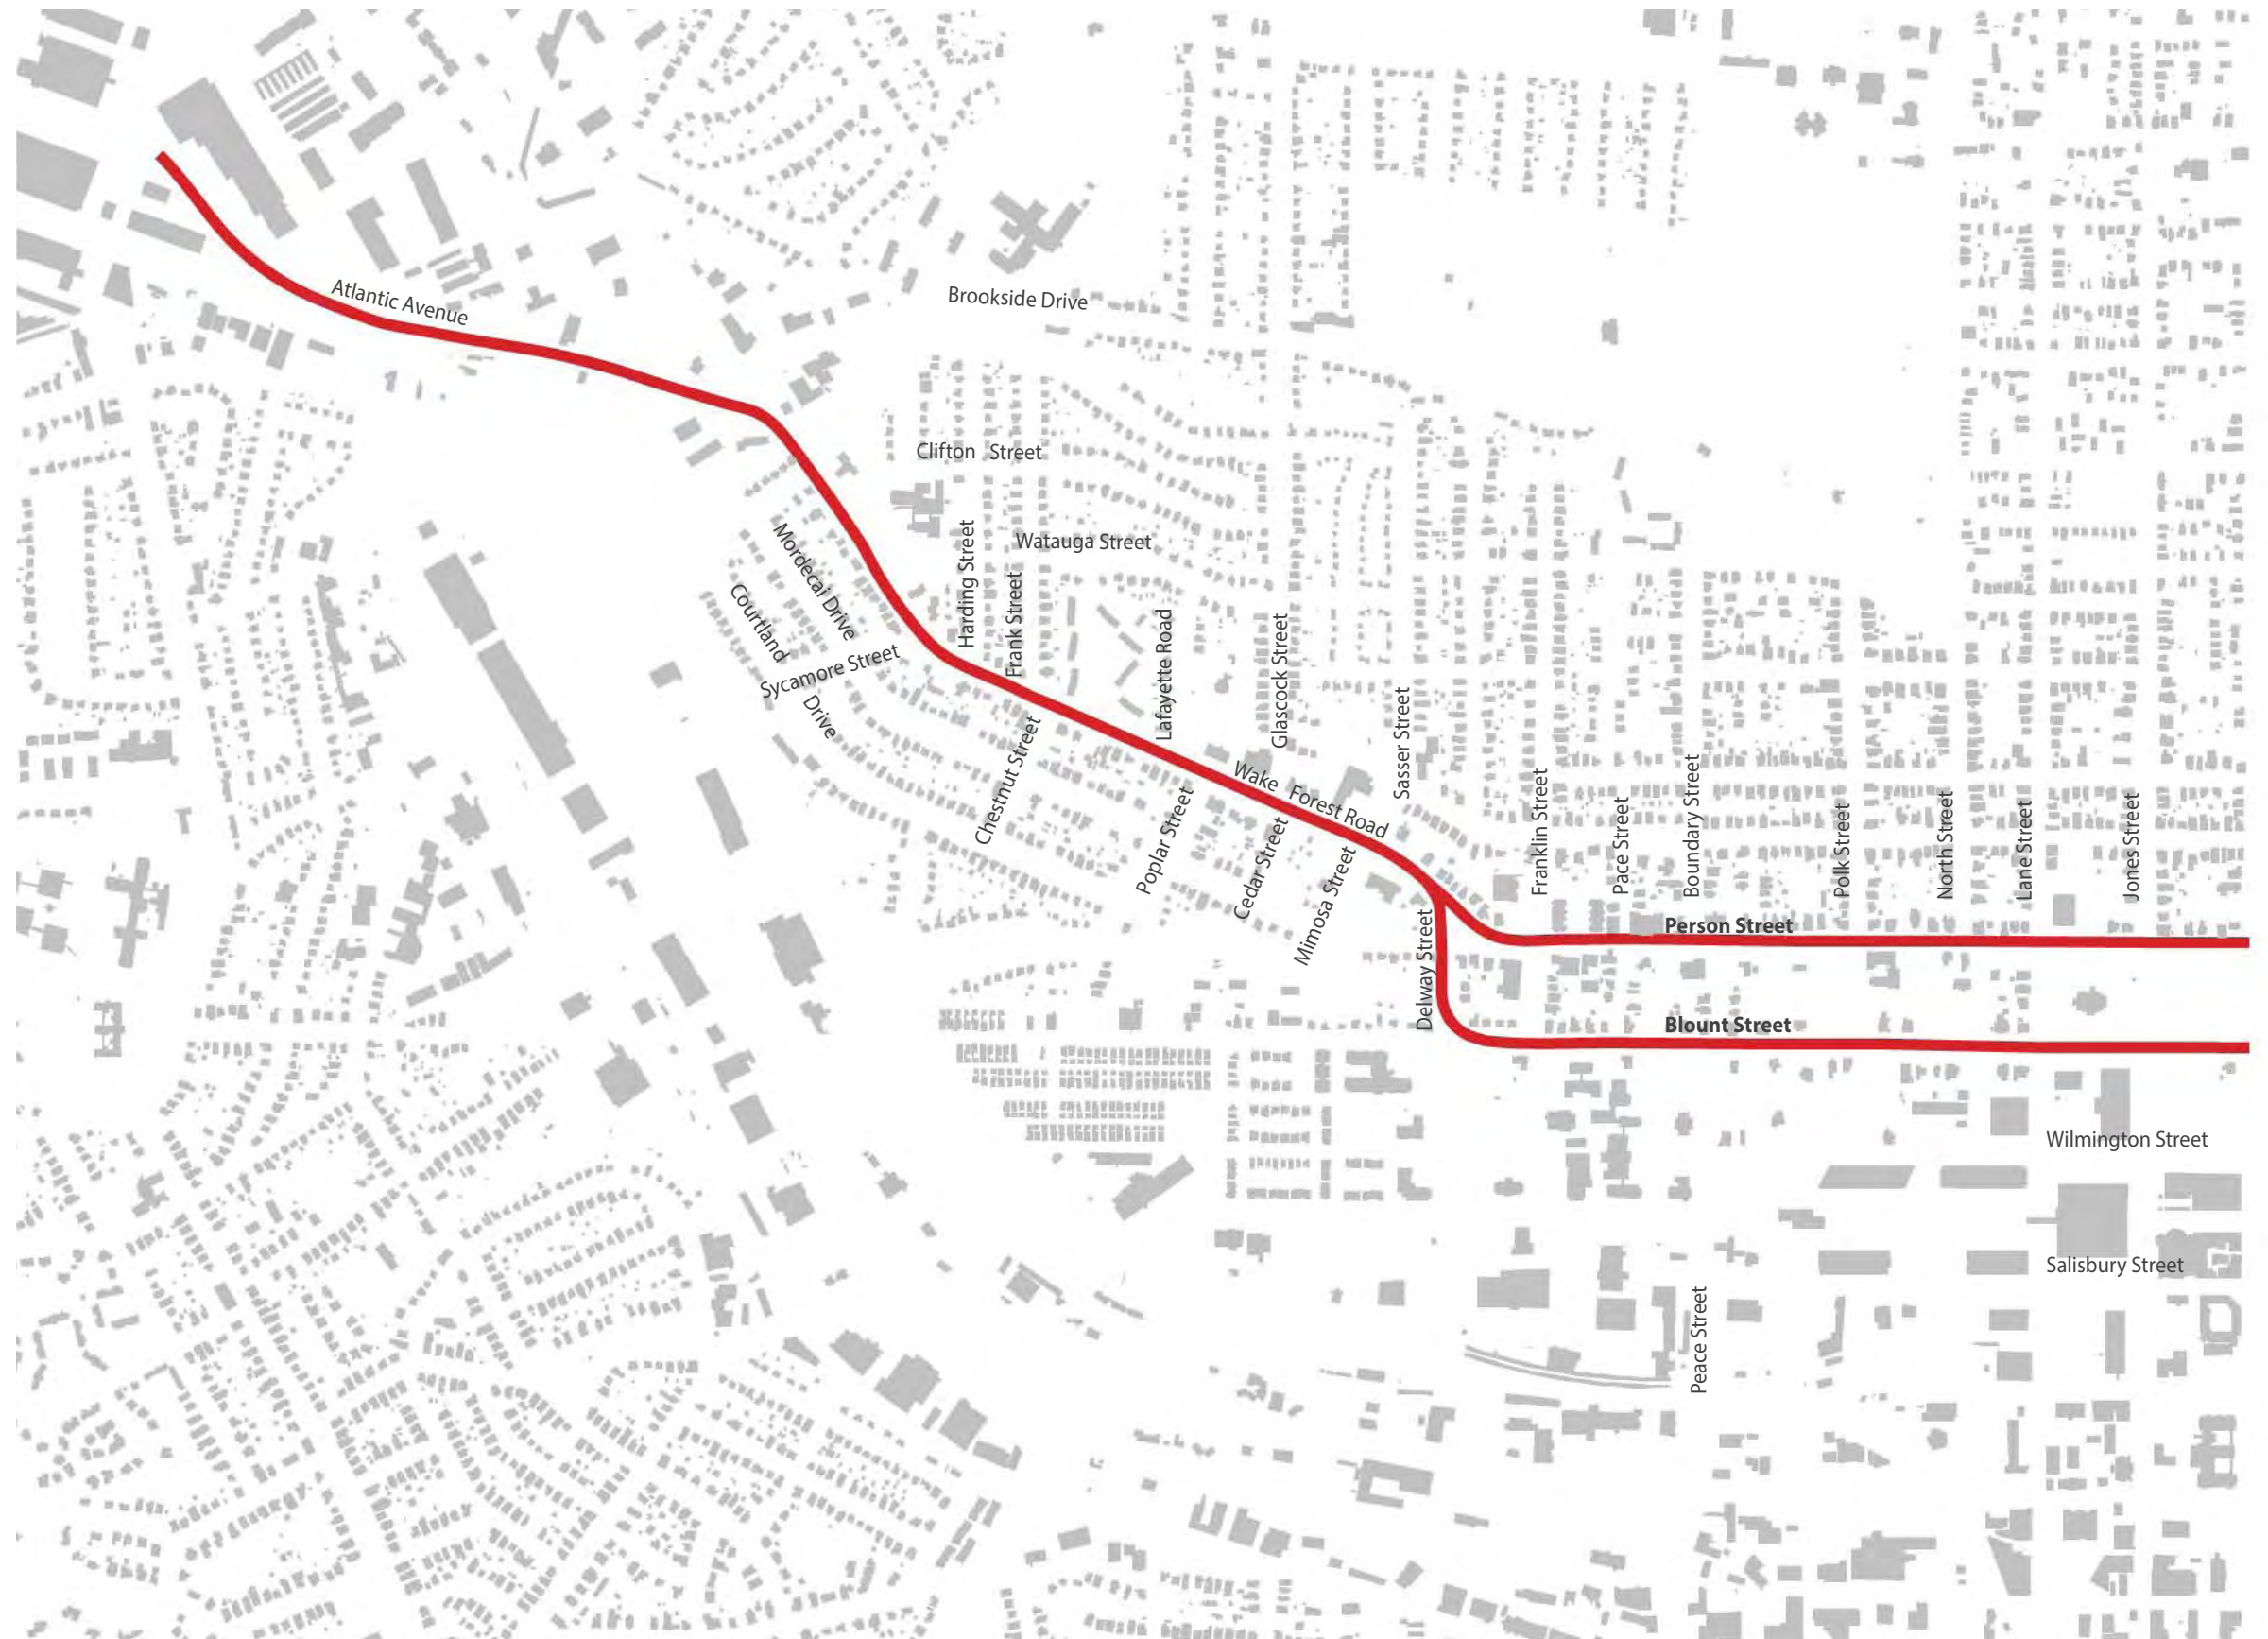 Atlantic Avenue
Brookside Drive
Clifton Street
Watauga Street
Harding Street
Frank Street
Mordecai Drive
Courtland
Drive
Sycamore Street
Lafayette Road
Glascock Street
Sasser Street
Chestnut Street
Poplar Street
Wake Forest Road
Cedar Street
Mimosa Street
Franklin Street
Pace Street
Boundary Street
Polk Street
North Street
Lane Street
Jones Street
Person Street
Delway Street
Blount Street
Wilmington Street
Salisbury Street
Peace Street